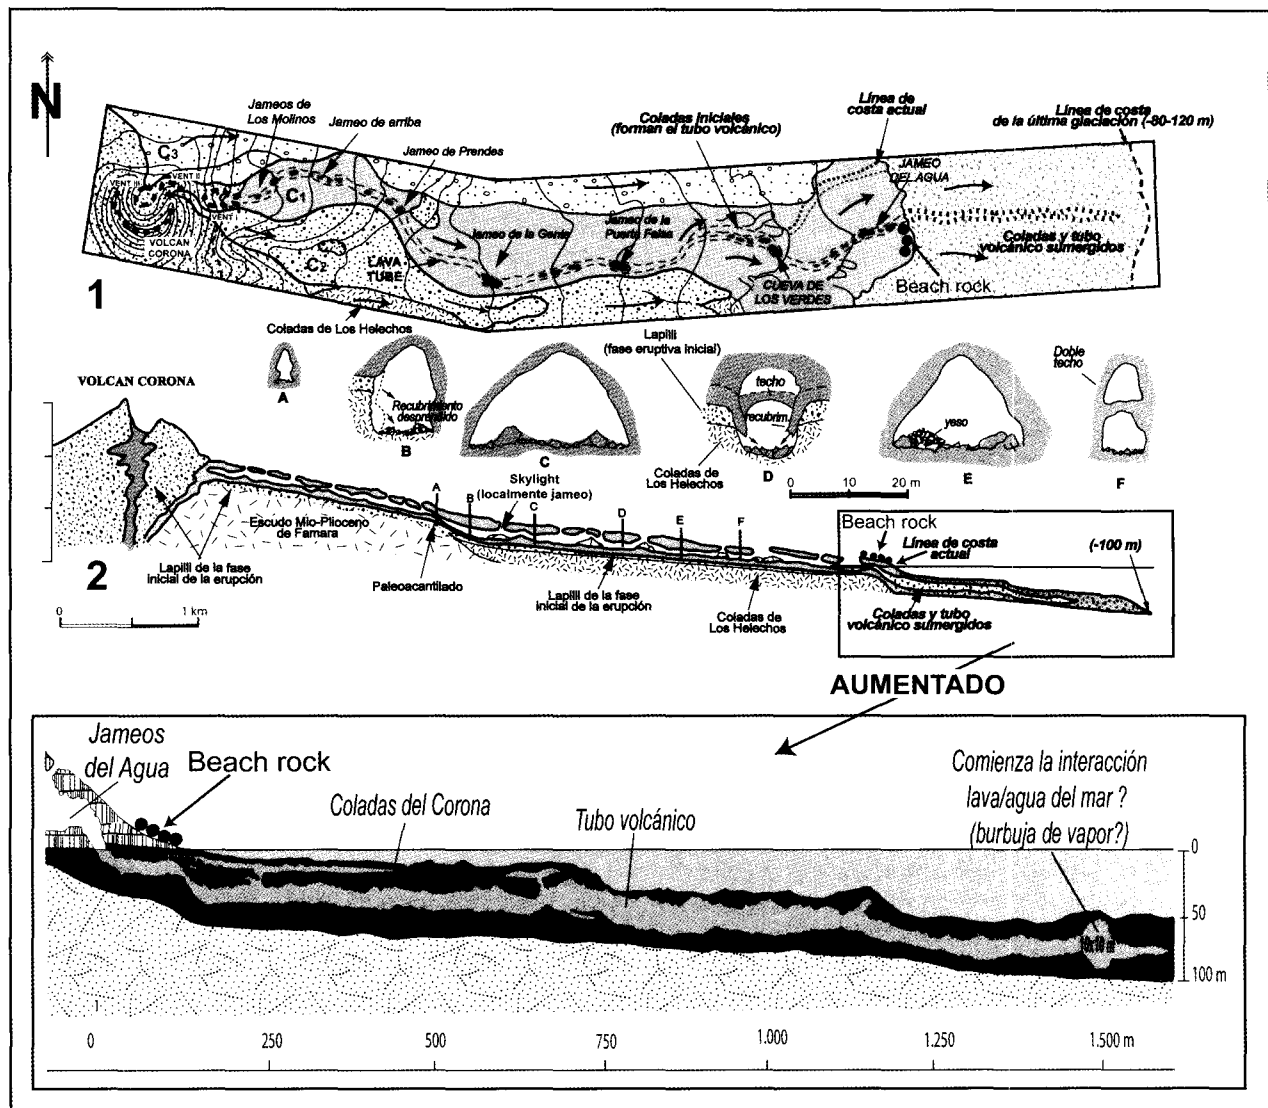 N
Jameos de
Los Molinos
Jameo de arriba
Jameo de Prendes
Coladas iniciales
(forman el tubo volcánico)
Línea de
costa actual
Línea de costa
de la última glaciación (-80-120 m)
C3
VENT III
VENT II
VENT I
C1
JAMEO
DEL AGUA
VOLCAN
CORONA
C2
LAVA
TUBE
Jameo de la Gente
Jameo de la
Puerta Falsa
Coladas y tubo
volcánico sumergidos
CUEVA DE
LOS VERDES
Beach rock
1
Coladas de Los Helechos
VOLCAN CORONA
A
Recubrimiento
desprendido
B
C
Lapilli
(fase eruptiva inicial)
techo
recubrim.
Coladas de
Los Helechos
D
yeso
E
Doble
techo
F
0 10 20 m
Skylight
(localmente jameo)
A
B
C
D
E
F
Escudo Mio-Plioceno
de Famara
Lapilli de la fase
inicial de la erupción
Paleoacantilado
Lapilli de la fase
inicial de la erupción
Coladas de
Los Helechos
Beach rock
Línea de costa
actual
(-100 m)
Coladas y tubo
volcánico sumergidos
2
0 1 km
AUMENTADO
Jameos
del Agua
Beach rock
Coladas del Corona
Tubo volcánico
Comienza la interacción
lava/agua del mar ?
(burbuja de vapor?)
0
50
100 m
0 250 500 750 1.000 1.250 1.500 m